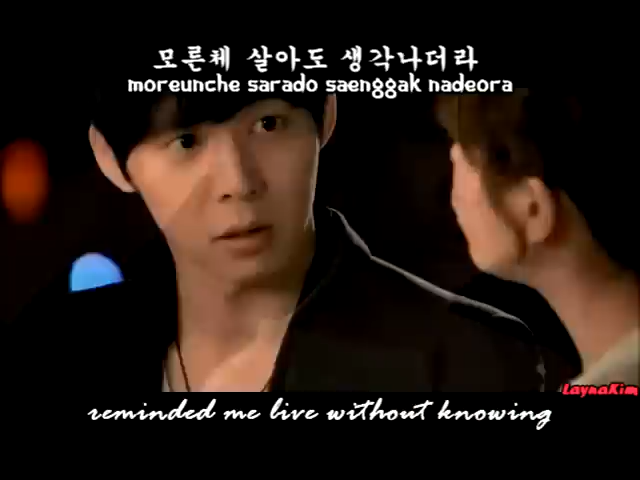 모른체 살아도 생각나더라
moreunche sarado saenggak nadeora
LaynaKim
reminded me live without knowing